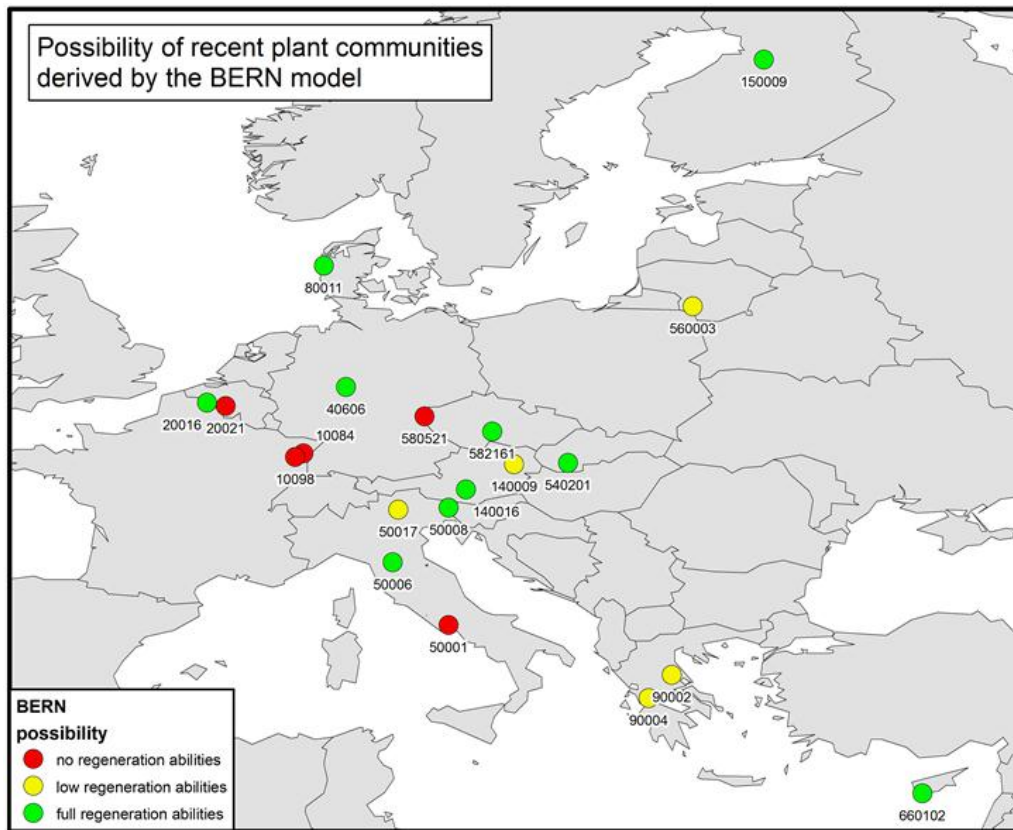 Possibility of recent plant communities
derived by the BERN model
150009
80011
560003
40606
20016
20021
10084
580521
582161
10098
140009
540201
140016
50017
50008
50006
50001
90002
90004
660102
BERN
possibility
no regeneration abilities
low regeneration abilities
full regeneration abilities